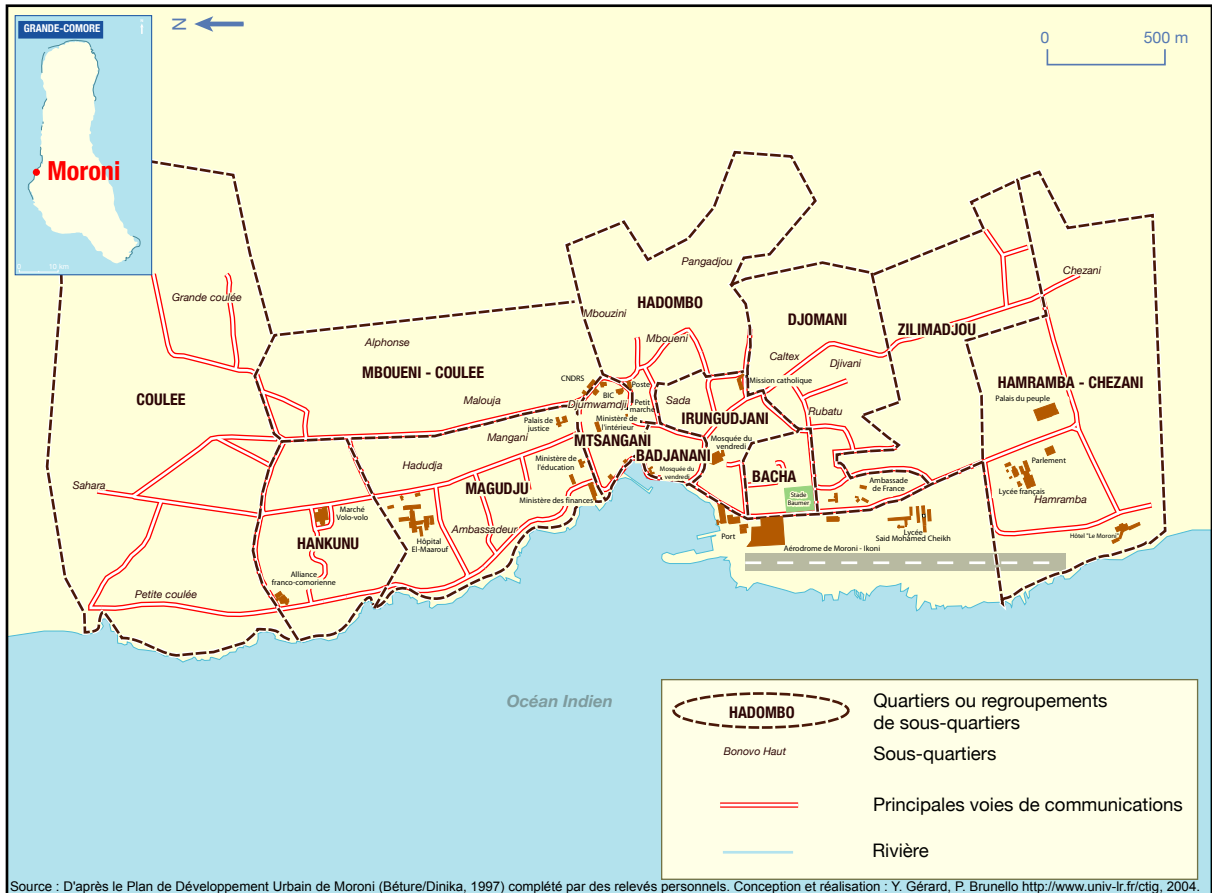 GRANDE-COMORE
i
Moroni
0 10 km
N
0 500 m
Grande coulée
Alphonse
MBOUENI - COULEE
Malouja
COULEE
Sahara
Petite coulée
Pangadjou
HADOMBO
Mbouzini
Mboueni
DJOMANI
Caltex
Djivani
Rubatu
ZILIMADJOU
Chezani
HAMRAMBA - CHEZANI
Palais du peuple
Parlement
Lycée français
Hamramba
Hôtel "Le Moroni"
CNDRS
BIC
Poste
Petit
marché
Djumwamdji
Ministère de
l'intérieur
Palais de
justice
Mangani
MTSANGANI
Sada
Mission catholique
IRUNGUDJANI
BADJANANI
Mosquée du
vendredi
Mosquée du
vendredi
BACHA
Stade
Baumer
Ambassade
de France
Ministère de
l'éducation
Hadudja
MAGUDJU
Ministère des finances
Ambassadeur
Marché
Volo-volo
HANKUNU
Hôpital
El-Maarouf
Alliance
franco-comorienne
Port
Lycée
Said Mohamed Cheikh
Aérodrome de Moroni - Ikoni
Océan Indien
HADOMBO
Quartiers ou regroupements
de sous-quartiers
Bonovo Haut
Sous-quartiers
Principales voies de communications
Rivière
Source : D'après le Plan de Développement Urbain de Moroni (Béture/Dinika, 1997) complété par des relevés personnels. Conception et réalisation : Y. Gérard, P. Brunello http://www.univ-lr.fr/ctig, 2004.